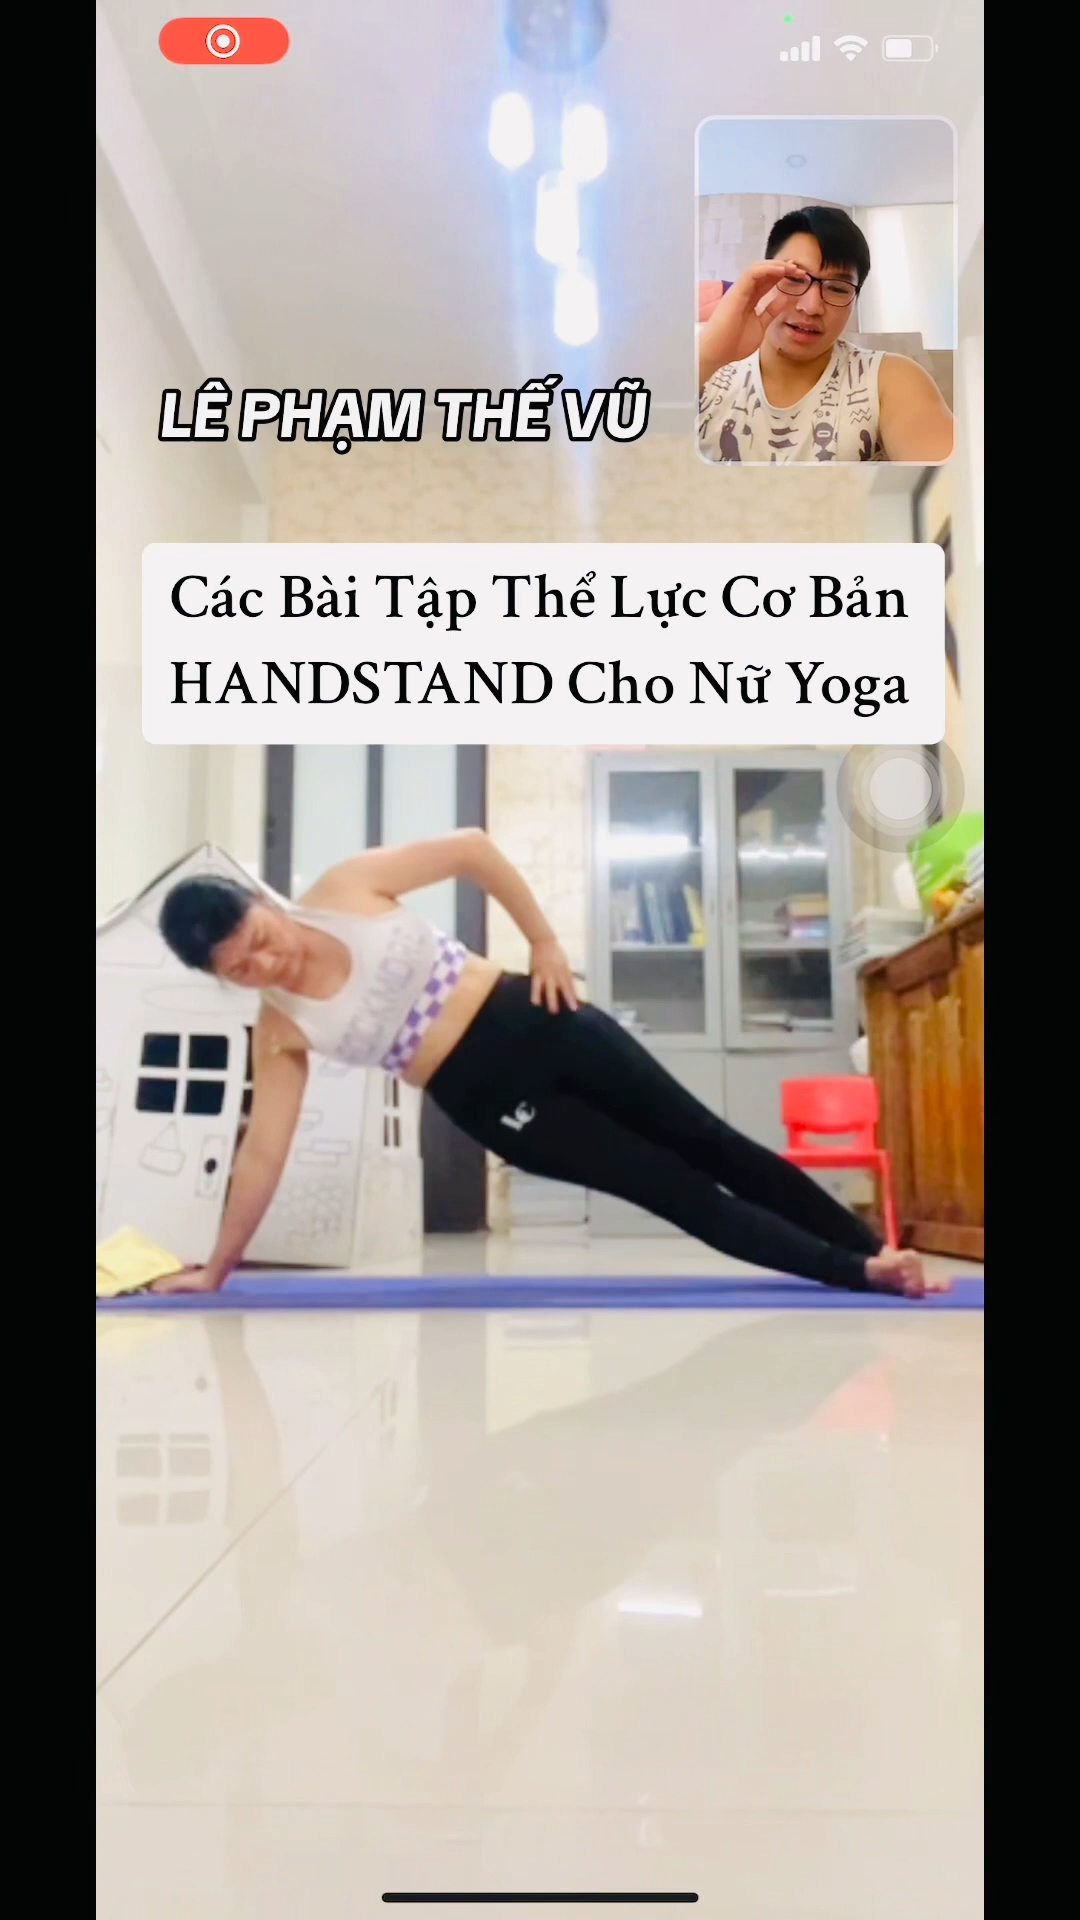 LÊ PHẠM THẾ VŨ
Các Bài Tập Thể Lực Cơ Bản
HANDSTAND Cho Nữ Yoga